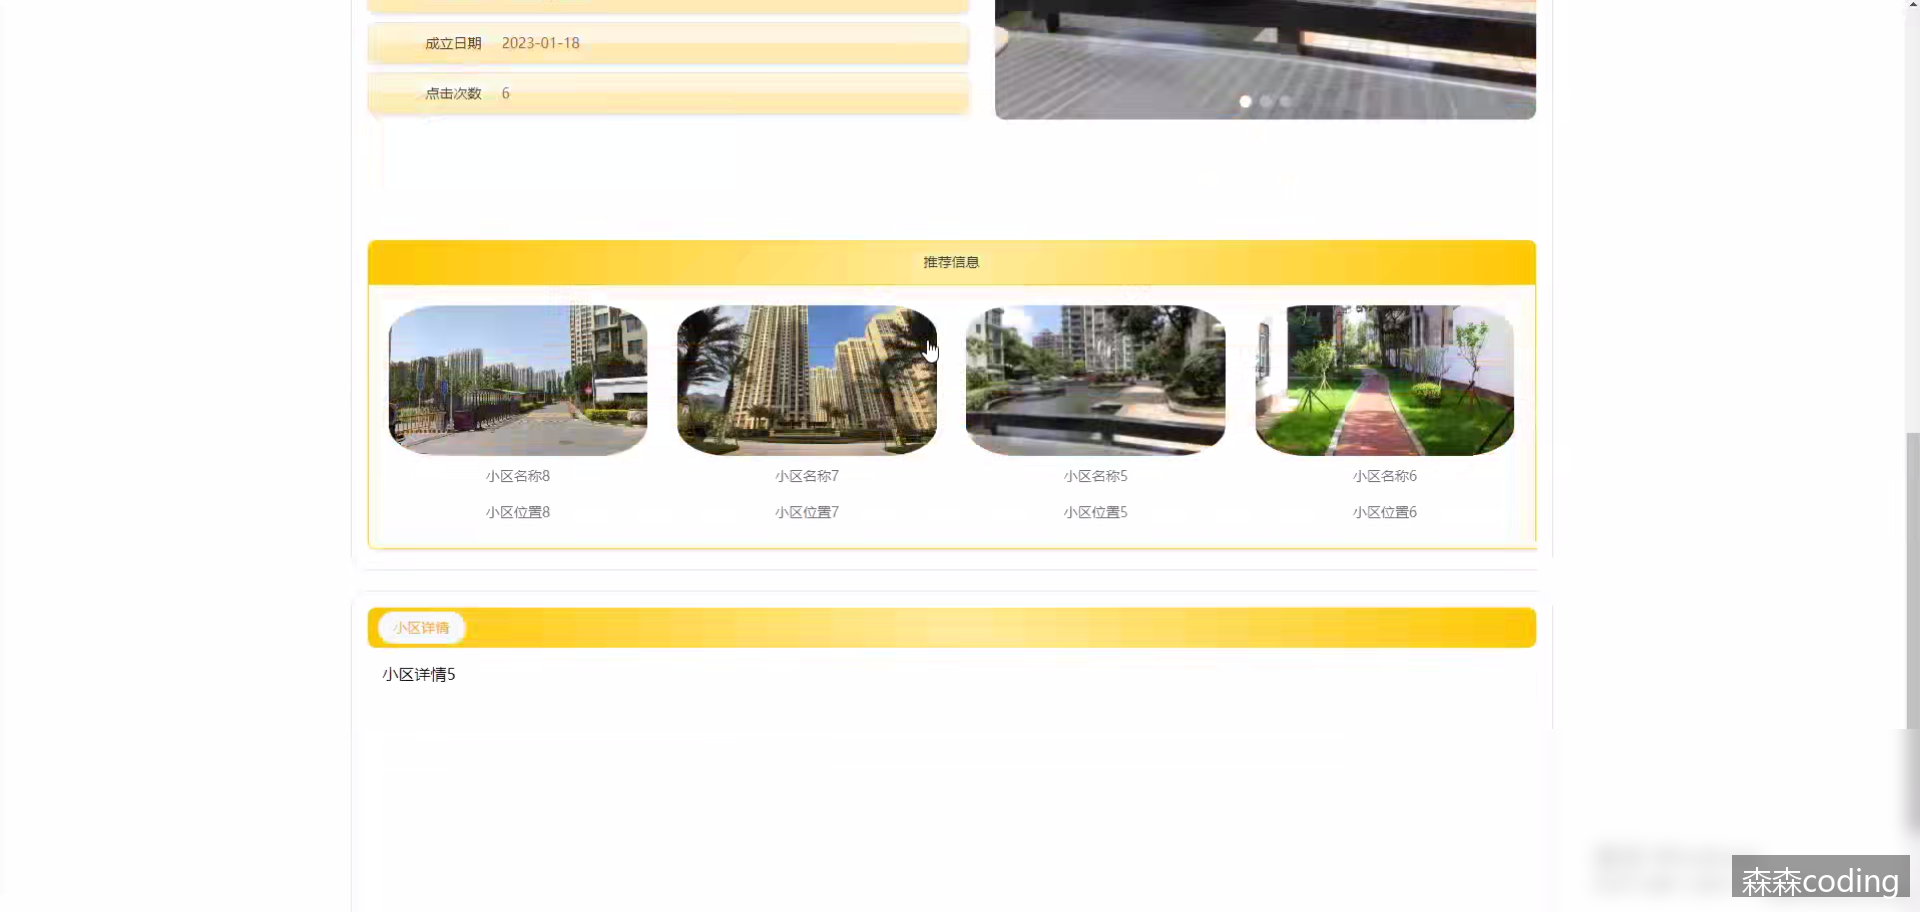 成立日期 2023-01-18
点击次数 6
推荐信息
小区名称8 小区名称7 小区名称5 小区名称6
小区位置8 小区位置7 小区位置5 小区位置6
小区详情
小区详情5
森森coding